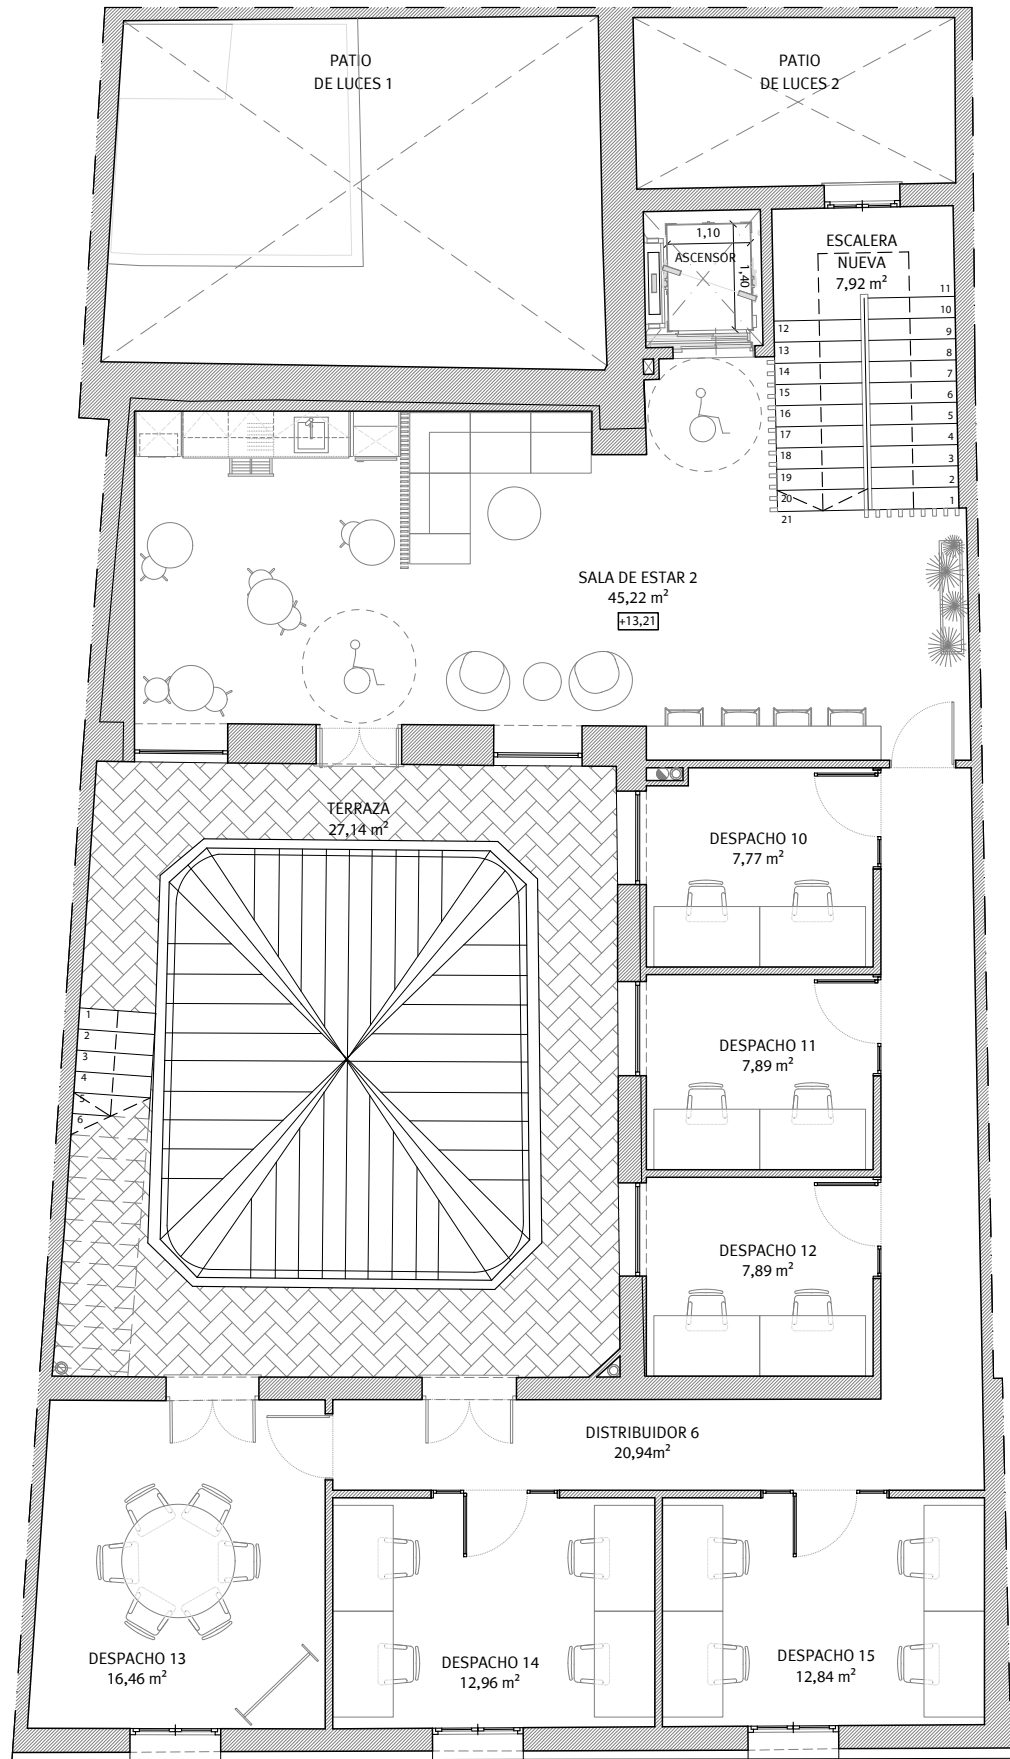 PATIO
DE LUCES 1
PATIO
DE LUCES 2
1,10
ASCENSOR
1,40
ESCALERA
NUEVA
7,92 m²
11
10
9
8
7
6
5
4
3
2
1
12
13
14
15
16
17
18
19
20
21
SALA DE ESTAR 2
45,22 m²
+13,21
TERRAZA
27,14 m²
1
2
3
4
5
6
DESPACHO 10
7,77 m²
DESPACHO 11
7,89 m²
DESPACHO 12
7,89 m²
DISTRIBUIDOR 6
20,94m²
DESPACHO 13
16,46 m²
DESPACHO 14
12,96 m²
DESPACHO 15
12,84 m²